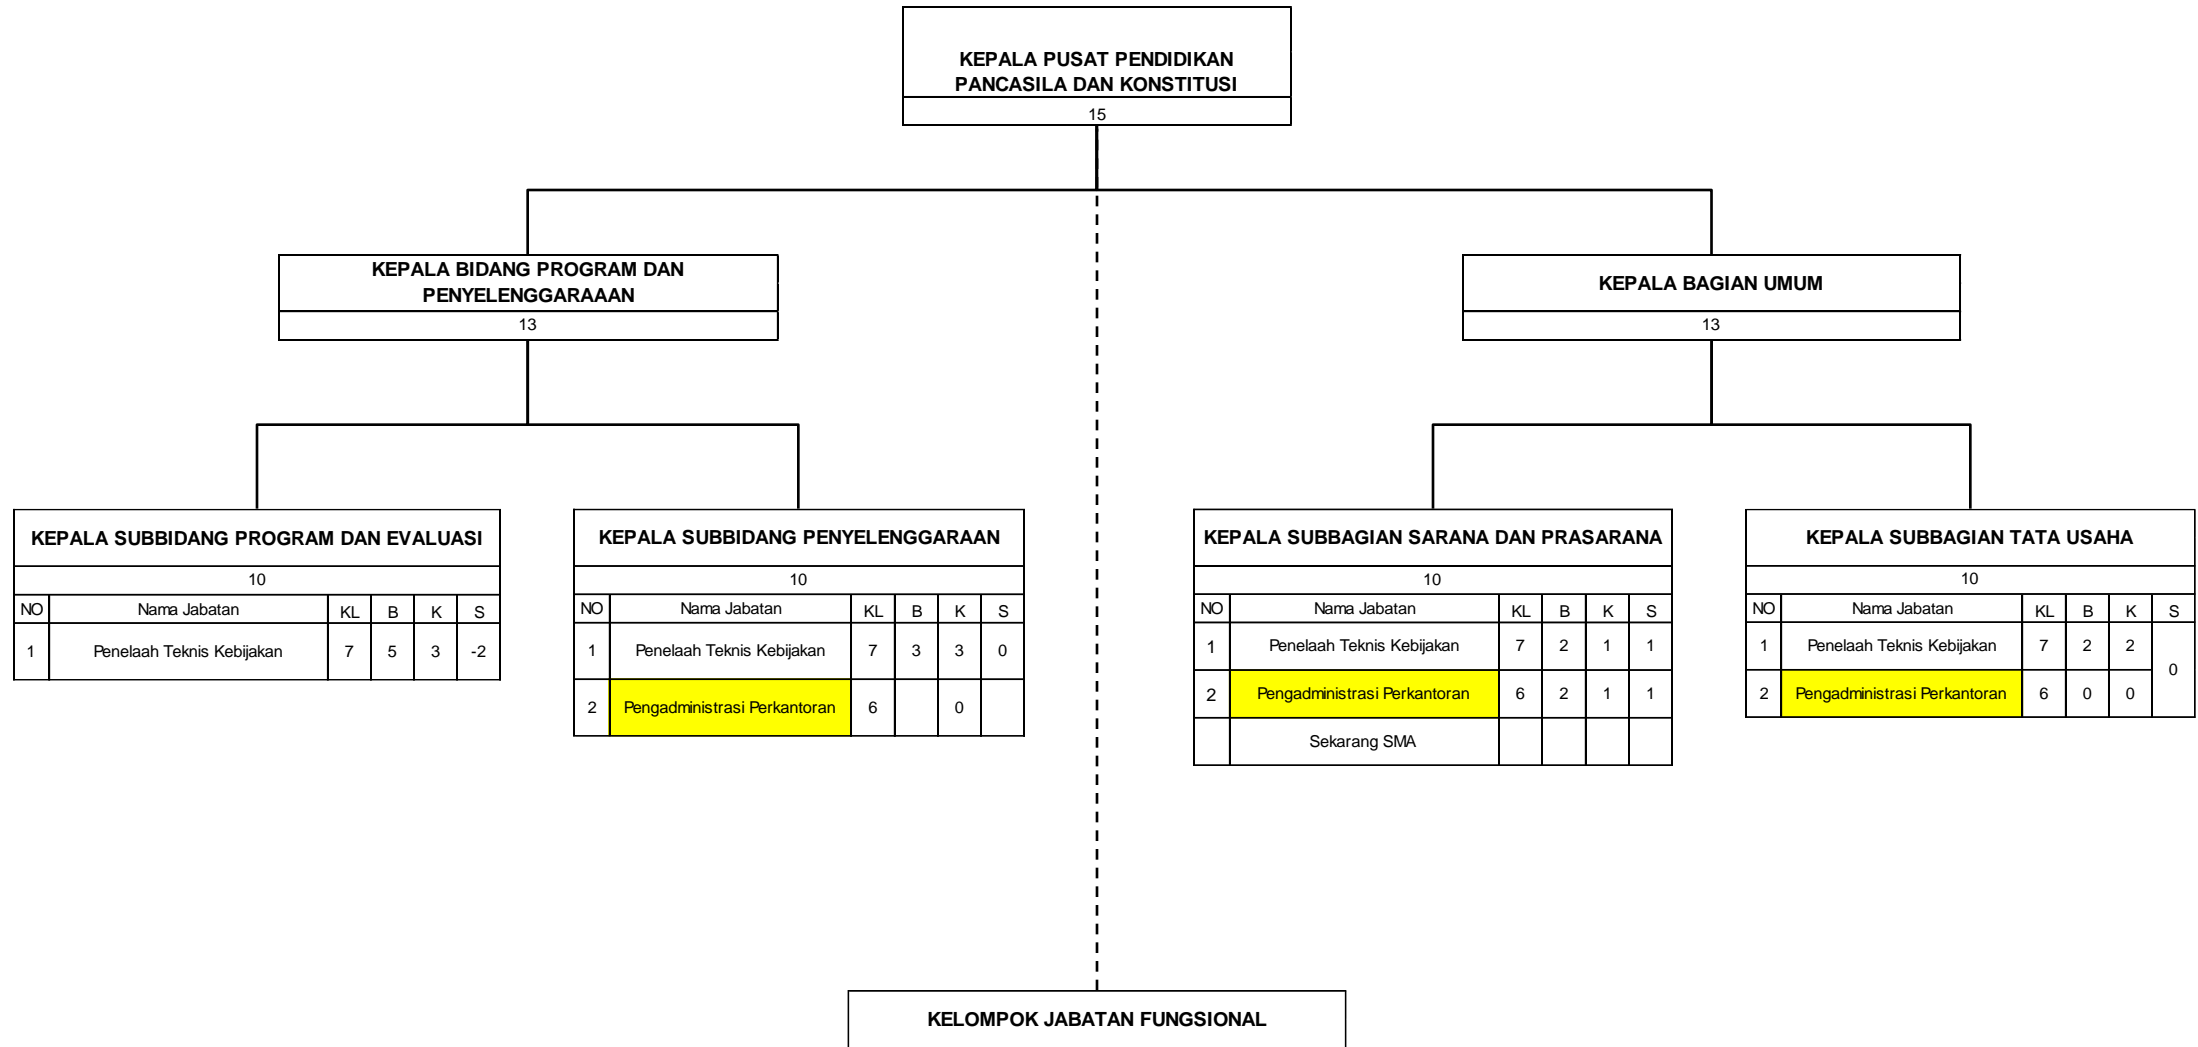 KEPALA PUSAT PENDIDIKAN
PANCASILA DAN KONSTITUSI
15
KEPALA BIDANG PROGRAM DAN
PENYELENGGARAAAN
13
KEPALA BAGIAN UMUM
13
KEPALA SUBBIDANG PROGRAM DAN EVALUASI
10
NO Nama Jabatan KL B K S
1 Penelaah Teknis Kebijakan 7 5 3 -2
KEPALA SUBBIDANG PENYELENGGARAAN
10
NO Nama Jabatan KL B K S
1 Penelaah Teknis Kebijakan 7 3 3 0
2 Pengadministrasi Perkantoran 6 0
KEPALA SUBBAGIAN SARANA DAN PRASARANA
10
NO Nama Jabatan KL B K S
1 Penelaah Teknis Kebijakan 7 2 1 1
2 Pengadministrasi Perkantoran 6 2 1 1
Sekarang SMA
KEPALA SUBBAGIAN TATA USAHA
10
NO Nama Jabatan KL B K S
1 Penelaah Teknis Kebijakan 7 2 2 0
2 Pengadministrasi Perkantoran 6 0 0
KELOMPOK JABATAN FUNGSIONAL